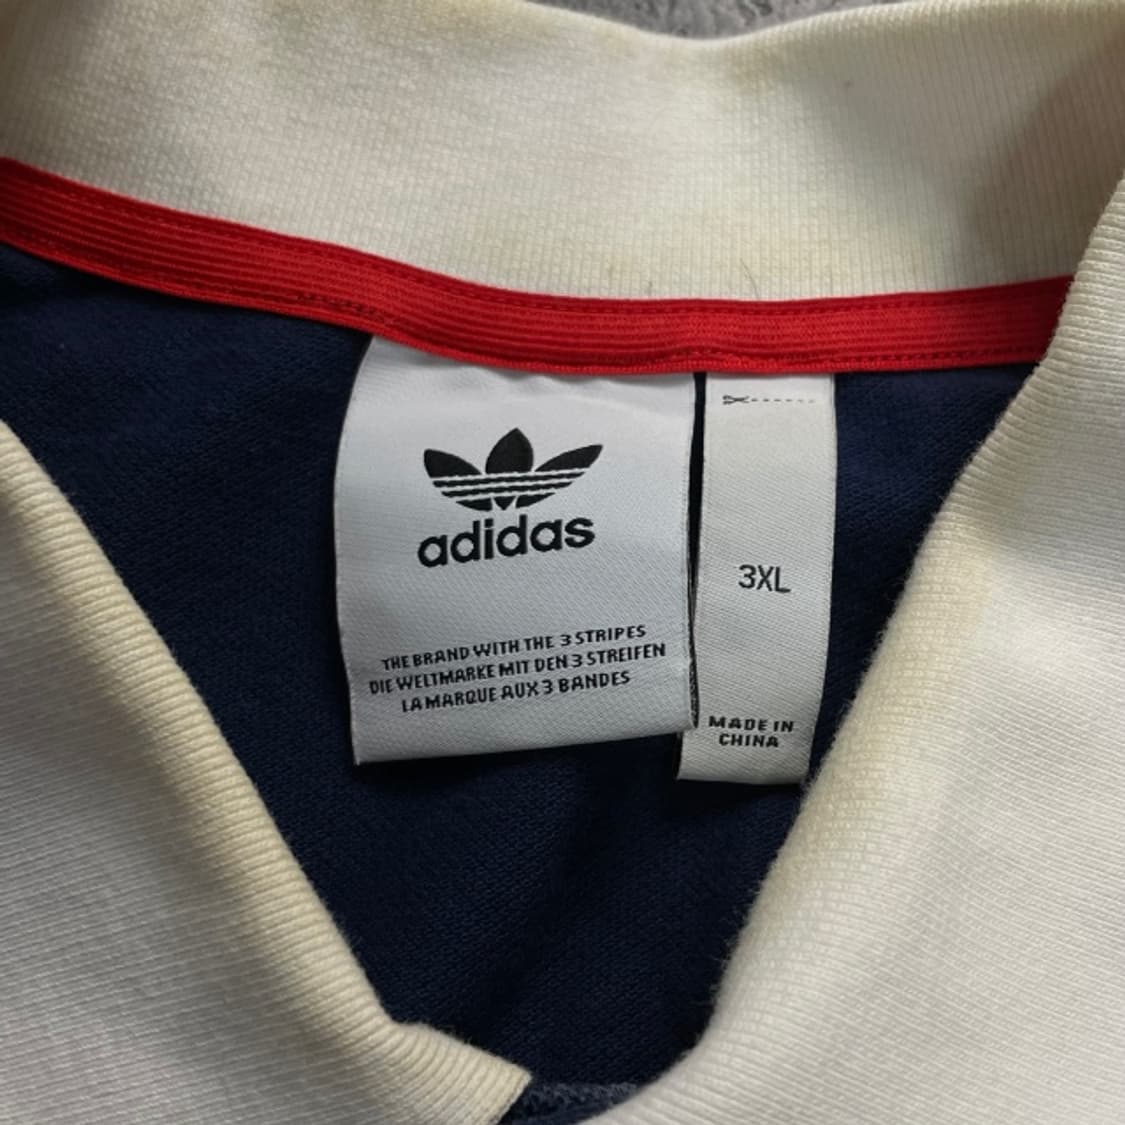 adidas
THE BRAND WITH THE 3 STRIPES
DIE WELTMARKE MIT DEN 3 STREIFEN
LA MARQUE AUX 3 BANDES
3XL
MADE IN
CHINA